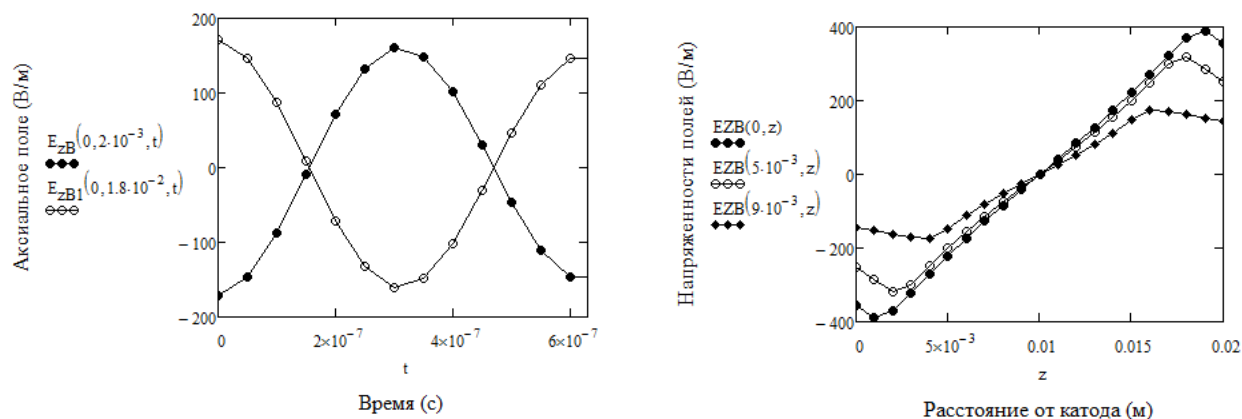 Аксиальное поле (В/м)
200
100
0
−100
−200
E_zB(0,2·10^-3,t)
E_zB1(0,1.8·10^-2,t)
0
2×10^-7
4×10^-7
6×10^-7
t
Время (с)
Напряженности полей (В/м)
400
200
0
−200
−400
EZB(0,z)
EZB(5·10^-3,z)
EZB(9·10^-3,z)
0
5×10^-3
0.01
0.015
0.02
z
Расстояние от катода (м)